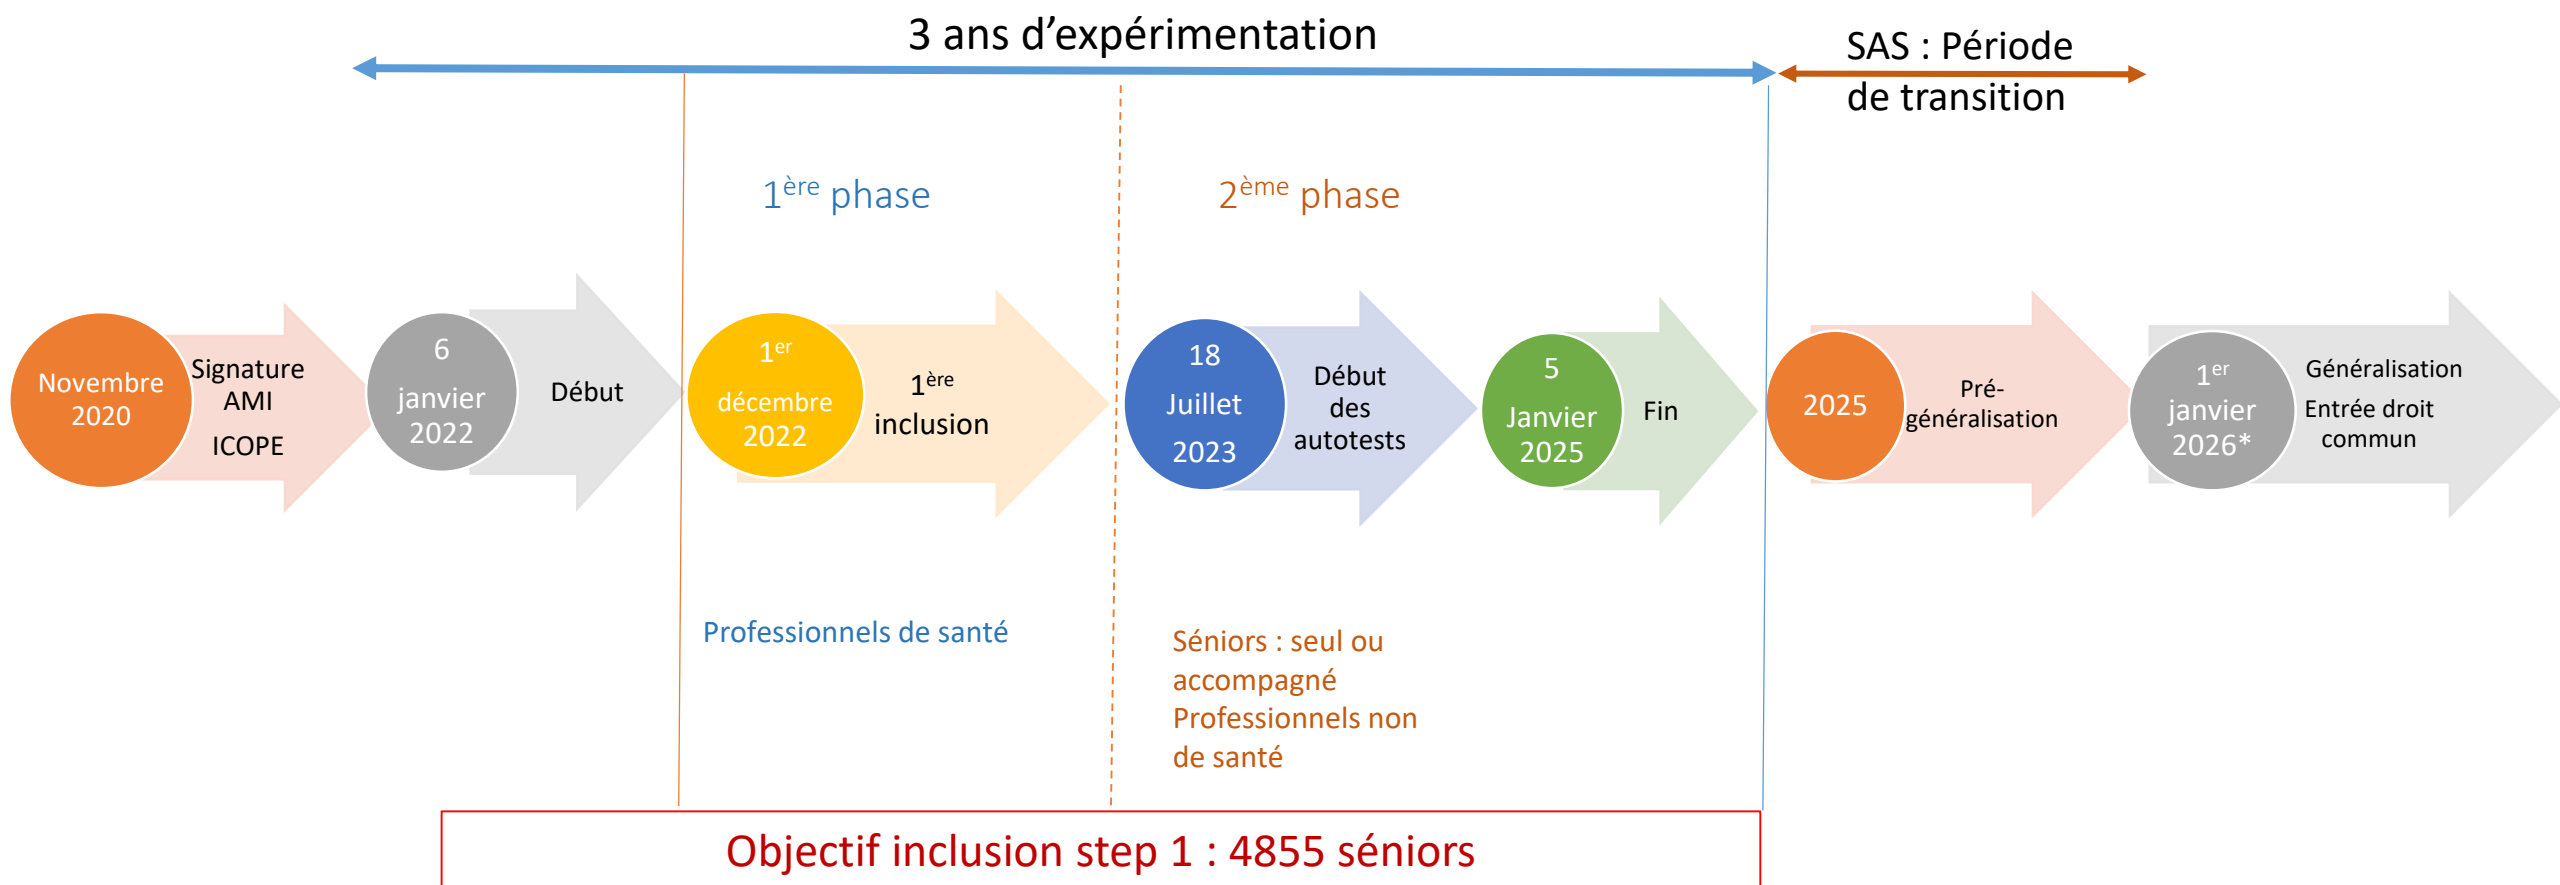 3 ans d’expérimentation
SAS : Période
de transition
1ère phase
2ème phase
Novembre
2020
Signature
AMI
ICOPE
6
janvier
2022
Début
1er
décembre
2022
1ère
inclusion
18
Juillet
2023
Début
des
autotests
5
Janvier
2025
Fin
2025
Pré-
généralisation
1er
janvier
2026*
Généralisation
Entrée droit
commun
Professionnels de santé
Séniors : seul ou
accompagné
Professionnels non
de santé
Objectif inclusion step 1 : 4855 séniors